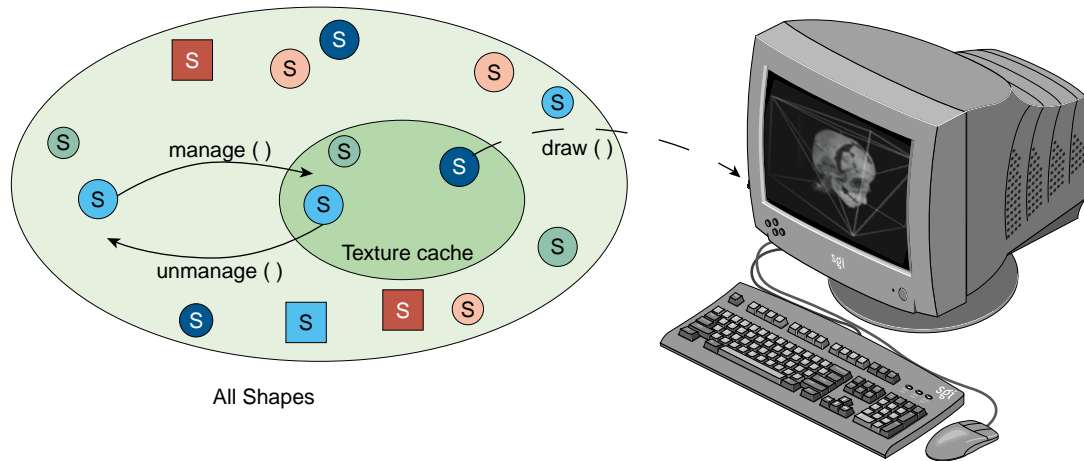 S
S
S
S
S
S
S
manage ( )
S
S
draw ( )
S
S
Texture cache
S
unmanage ( )
S
S
S
S
All Shapes
sgi
sgi